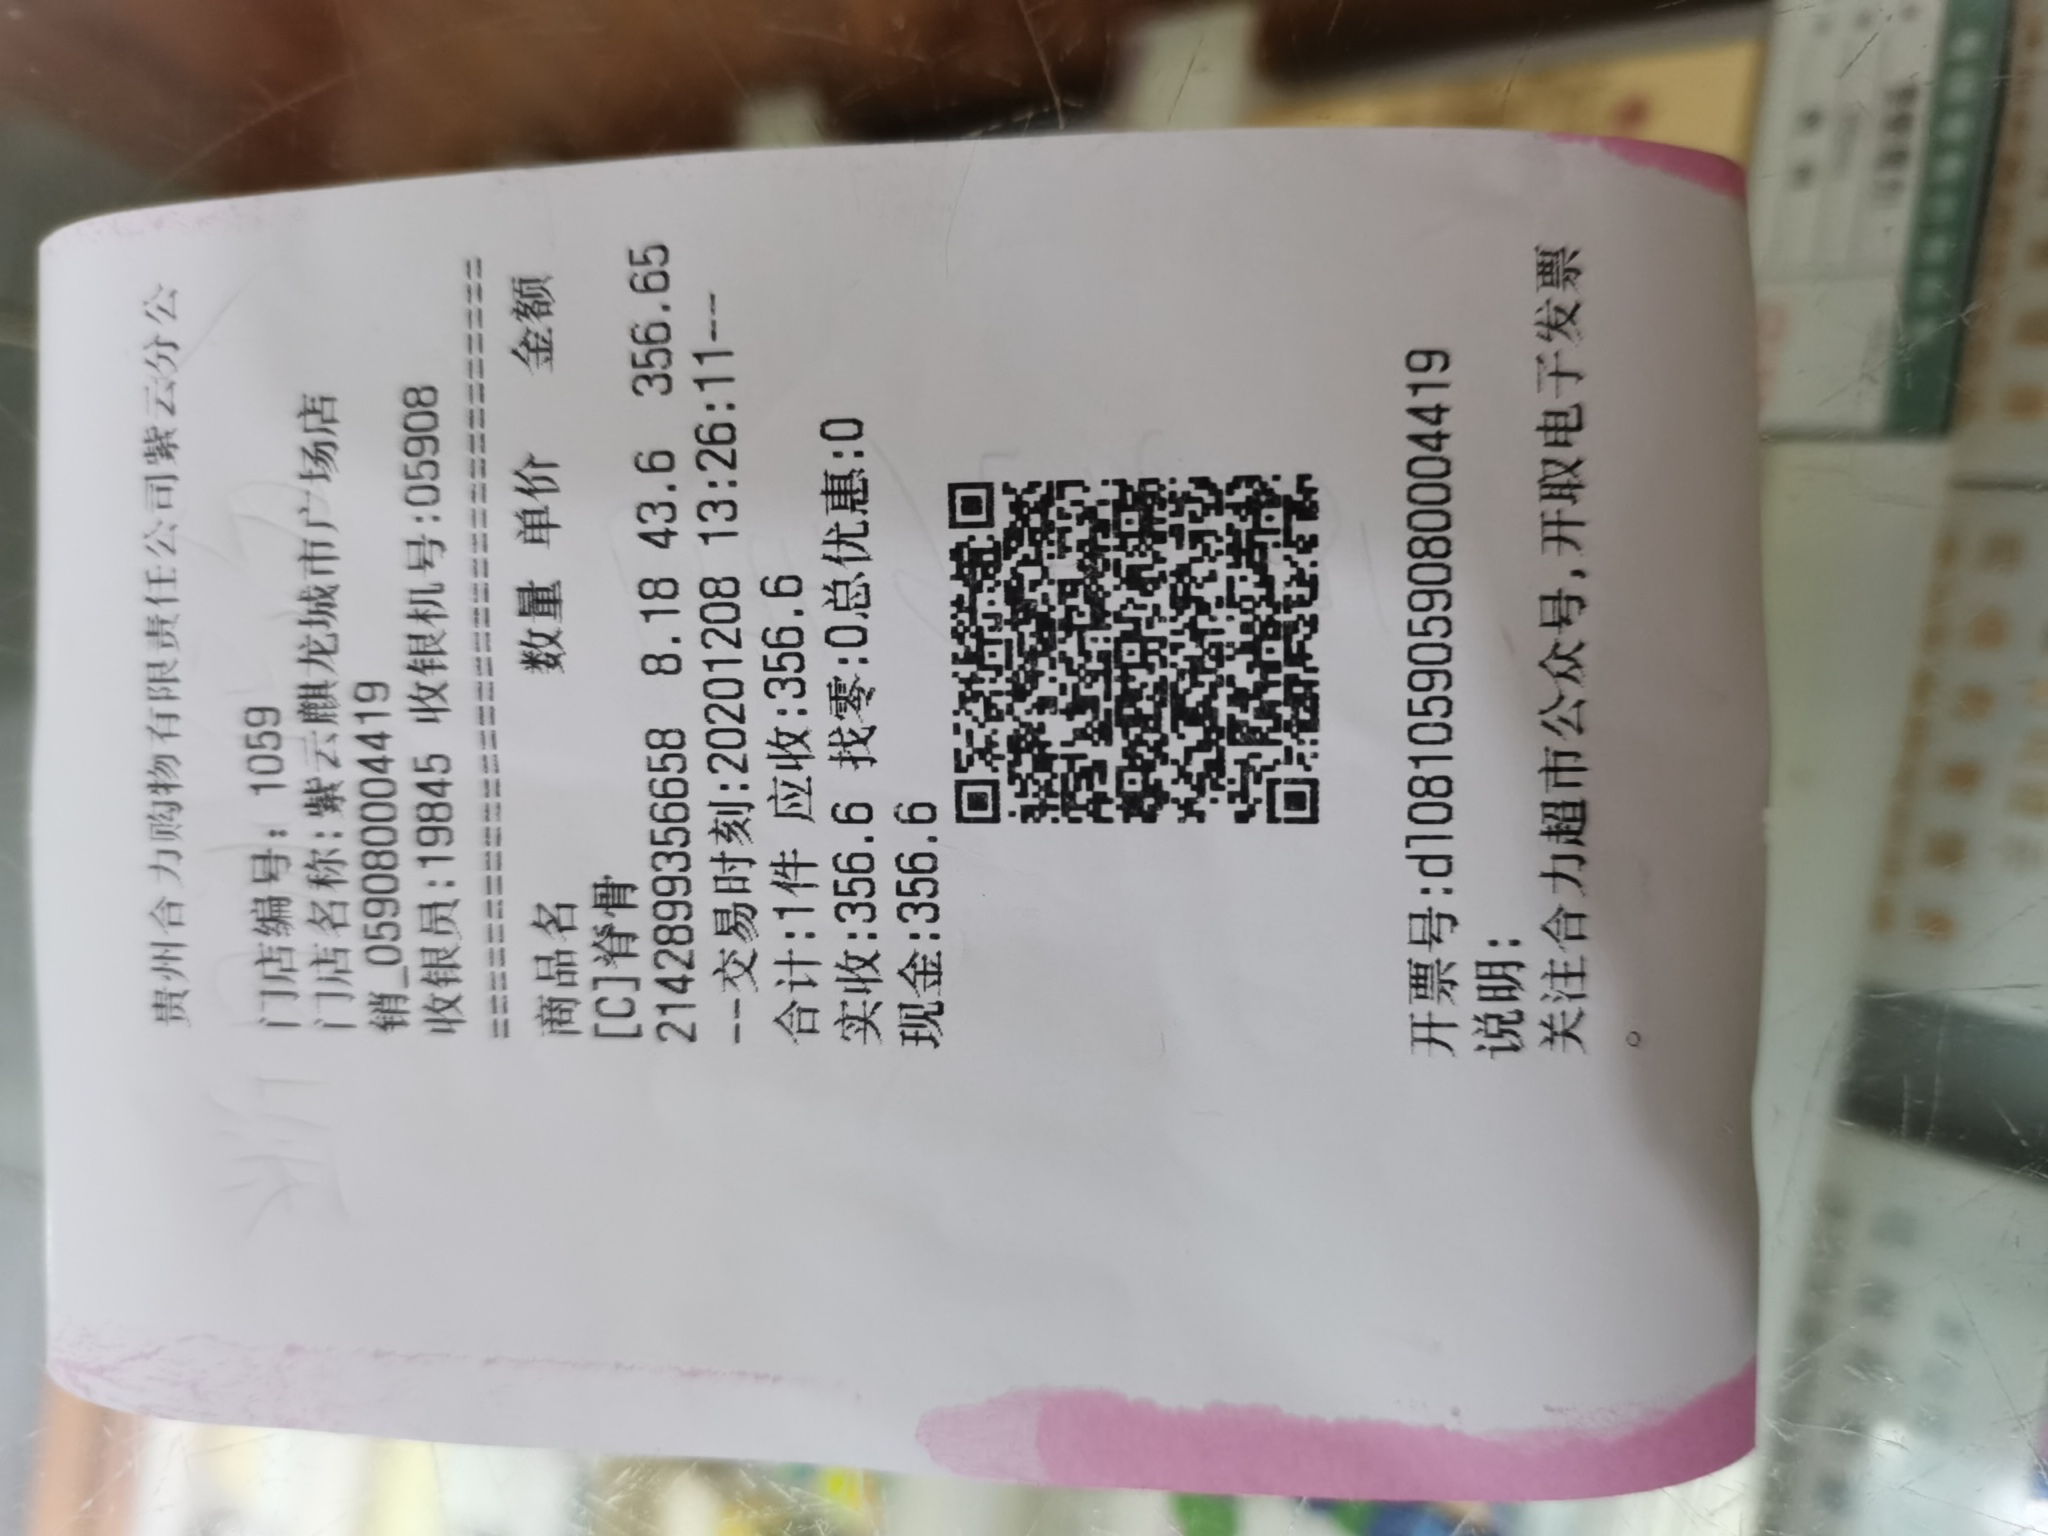 贵州合力购物有限责任公司紫云分公
门店编号: 1059
门店名称:紫云麒龙城市广场店
销_059080004419
收银员:19845 收银机号:05908
==========================================
商品名 数量 单价 金额
[C]脊骨
2142899356658 8.18 43.6 356.65
--交易时刻:20201208 13:26:11--
合计:1件 应收:356.6
实收:356.6 找零:0总优惠:0
现金:356.6
开票号:d1081059059080004419
说明:
关注合力超市公众号,开取电子发票
。